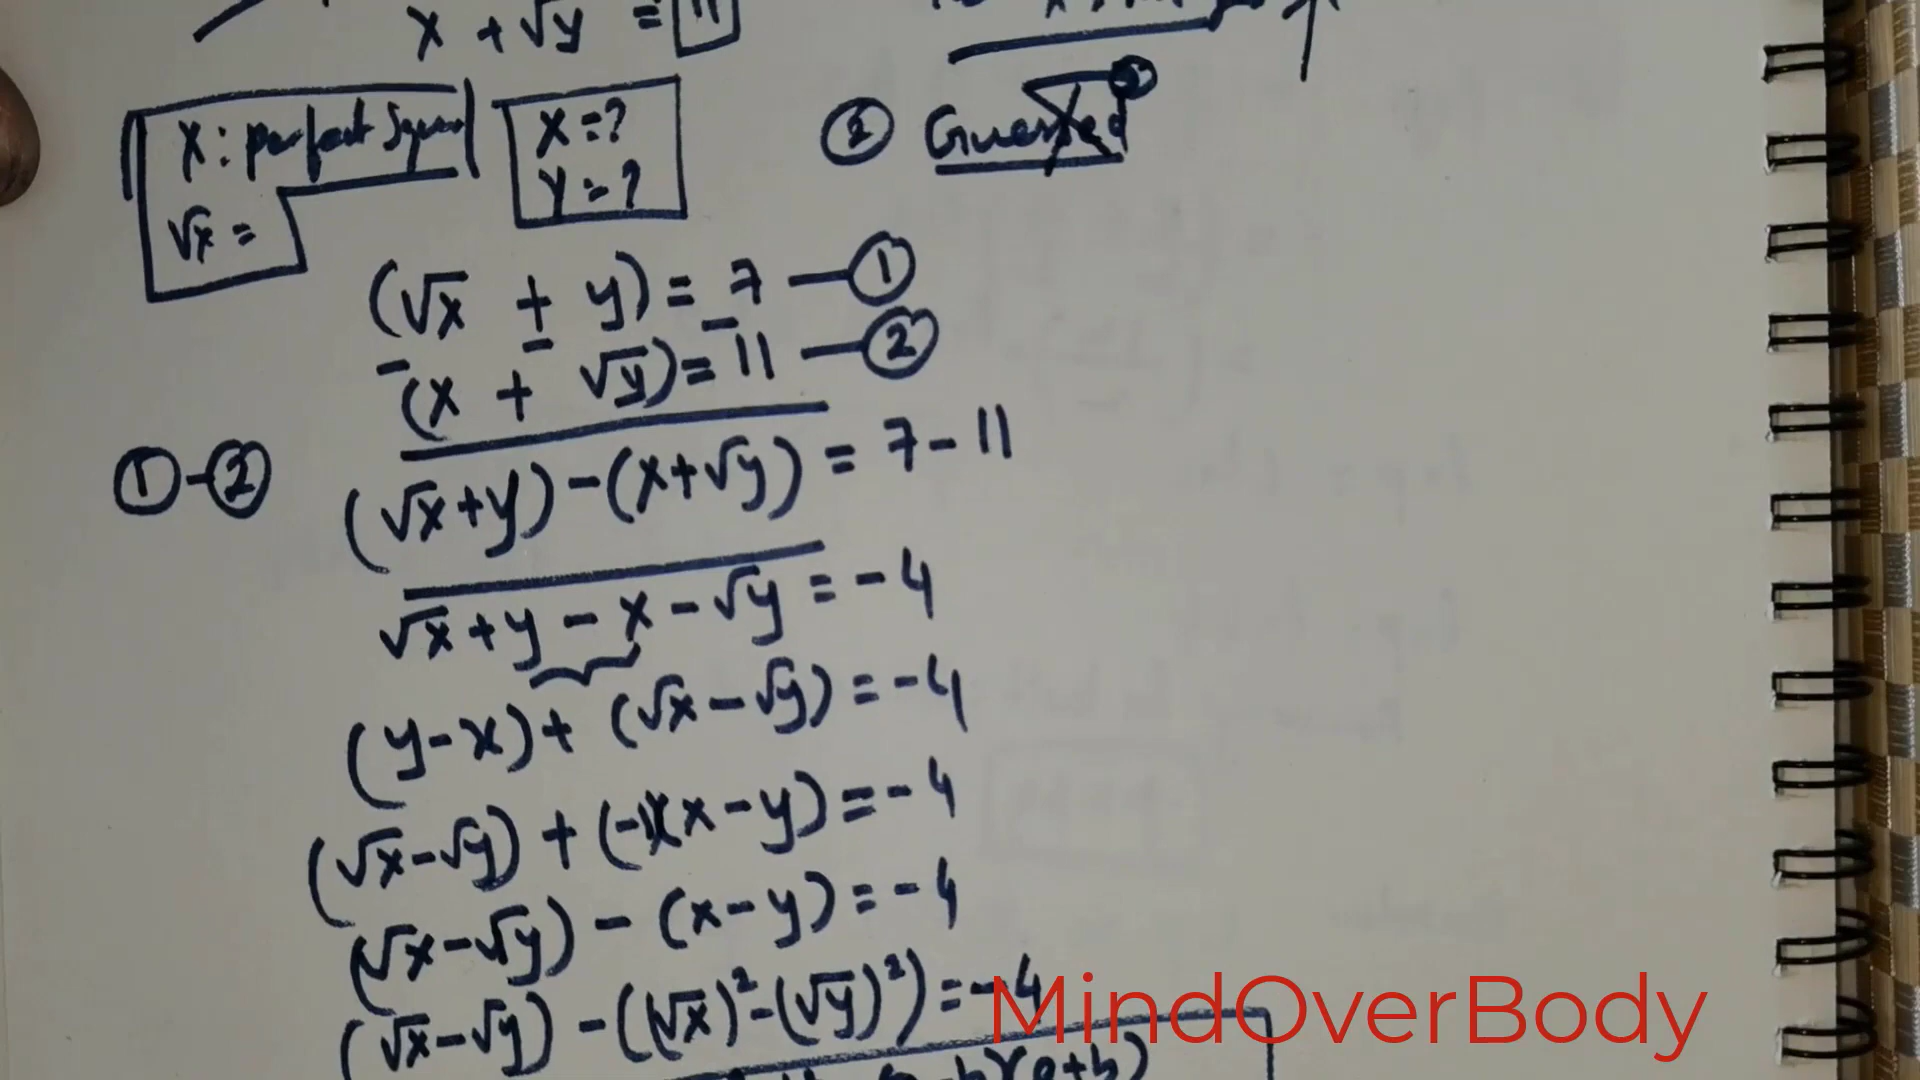 x + √y = 11
x : perfect Square
√x =
x = ?
y = ?
②
(√x + y) = 7 — ①
(x + √y) = 11 — ②
①-② (√x+y) - (x+√y) = 7 - 11
√x + y - x - √y = -4
(y-x) + (√x - √y) = -4
(√x-√y) + (-1)(x-y) = -4
(√x-√y) - (x-y) = -4
(√x-√y) - ((√x)²-(√y)²) = -4
MindOverBody